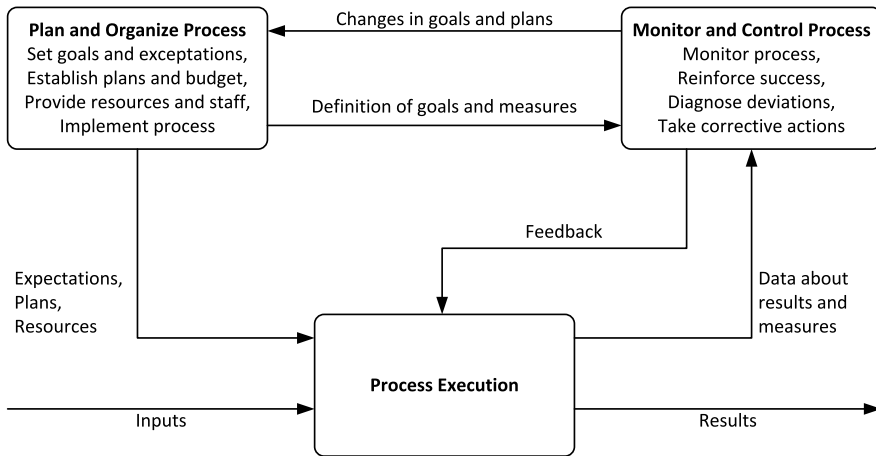 Plan and Organize Process
Set goals and exceptations,
Establish plans and budget,
Provide resources and staff,
Implement process
Changes in goals and plans
Definition of goals and measures
Monitor and Control Process
Monitor process,
Reinforce success,
Diagnose deviations,
Take corrective actions
Feedback
Expectations,
Plans,
Resources
Data about
results and
measures
Process Execution
Inputs
Results